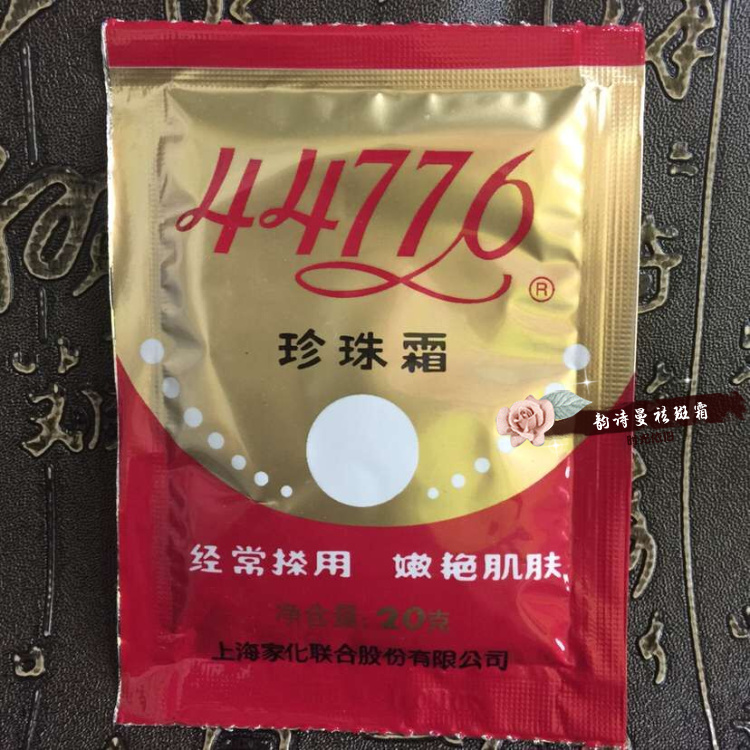 44776
®
珍珠霜
韵诗曼祛斑霜
经常搽用 嫩艳肌肤
净含量:20克
上海家化联合股份有限公司